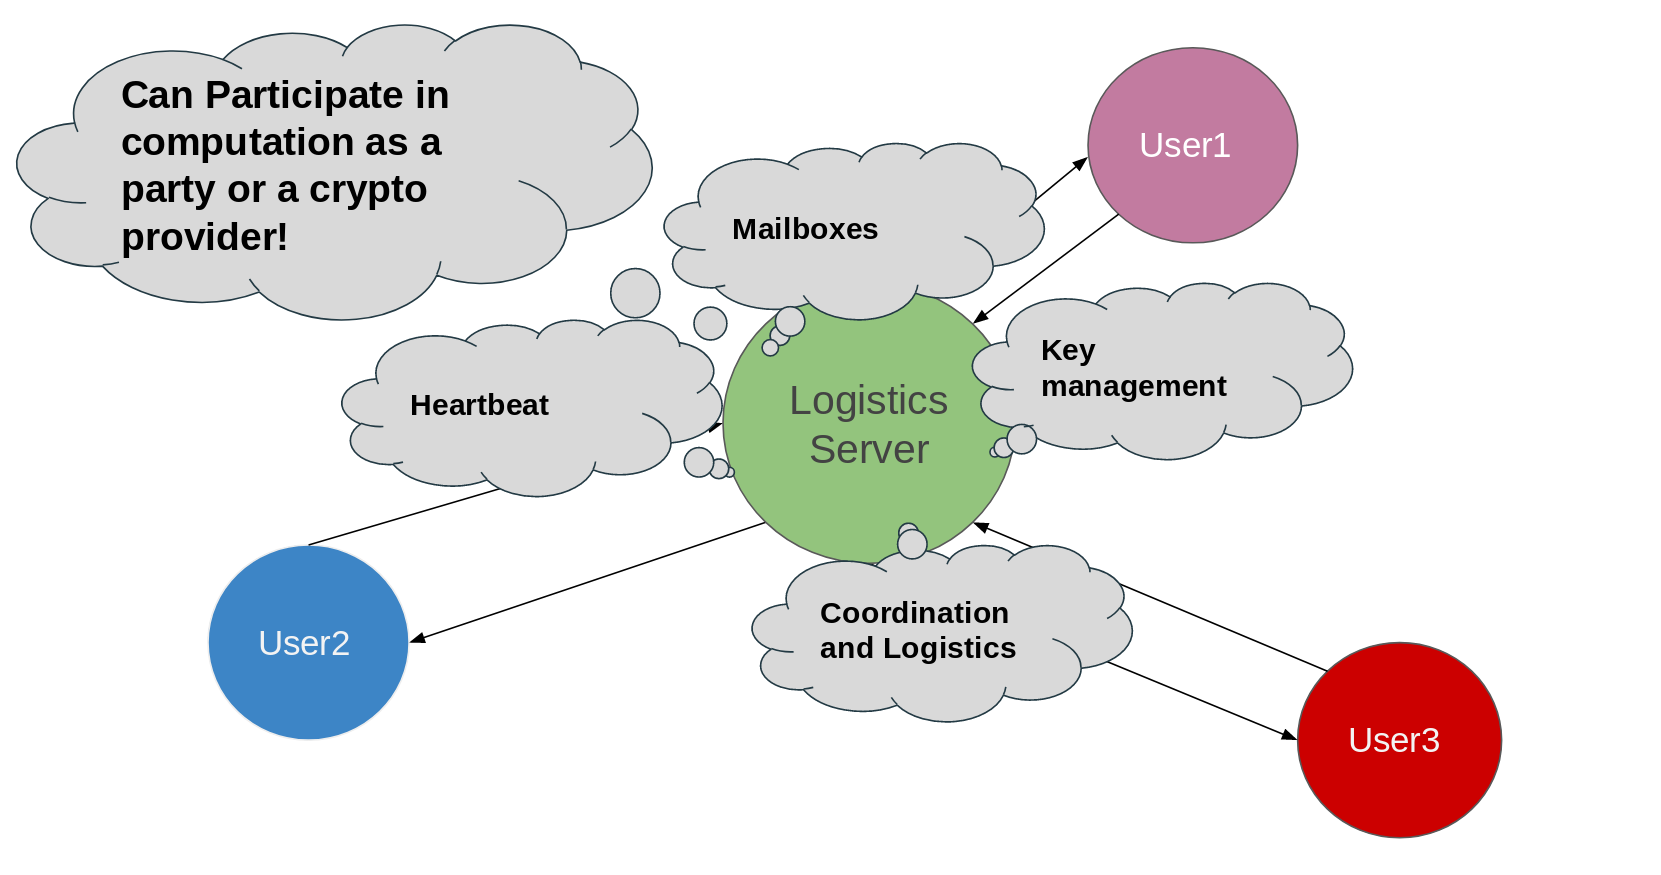 Can Participate in
computation as a
party or a crypto
provider!
Mailboxes
User1
Key
management
Heartbeat
Logistics
Server
Coordination
and Logistics
User2
User3